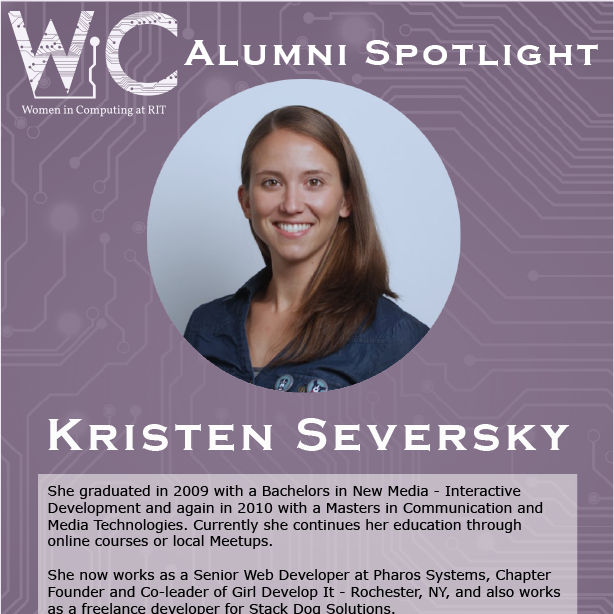 WiC ALUMNI SPOTLIGHT
Women in Computing at RIT
KRISTEN SEVERSKY
She graduated in 2009 with a Bachelors in New Media - Interactive
Development and again in 2010 with a Masters in Communication and
Media Technologies. Currently she continues her education through
online courses or local Meetups.
She now works as a Senior Web Developer at Pharos Systems, Chapter
Founder and Co-leader of Girl Develop It - Rochester, NY, and also works
as a freelance developer for Stack Dog Solutions.